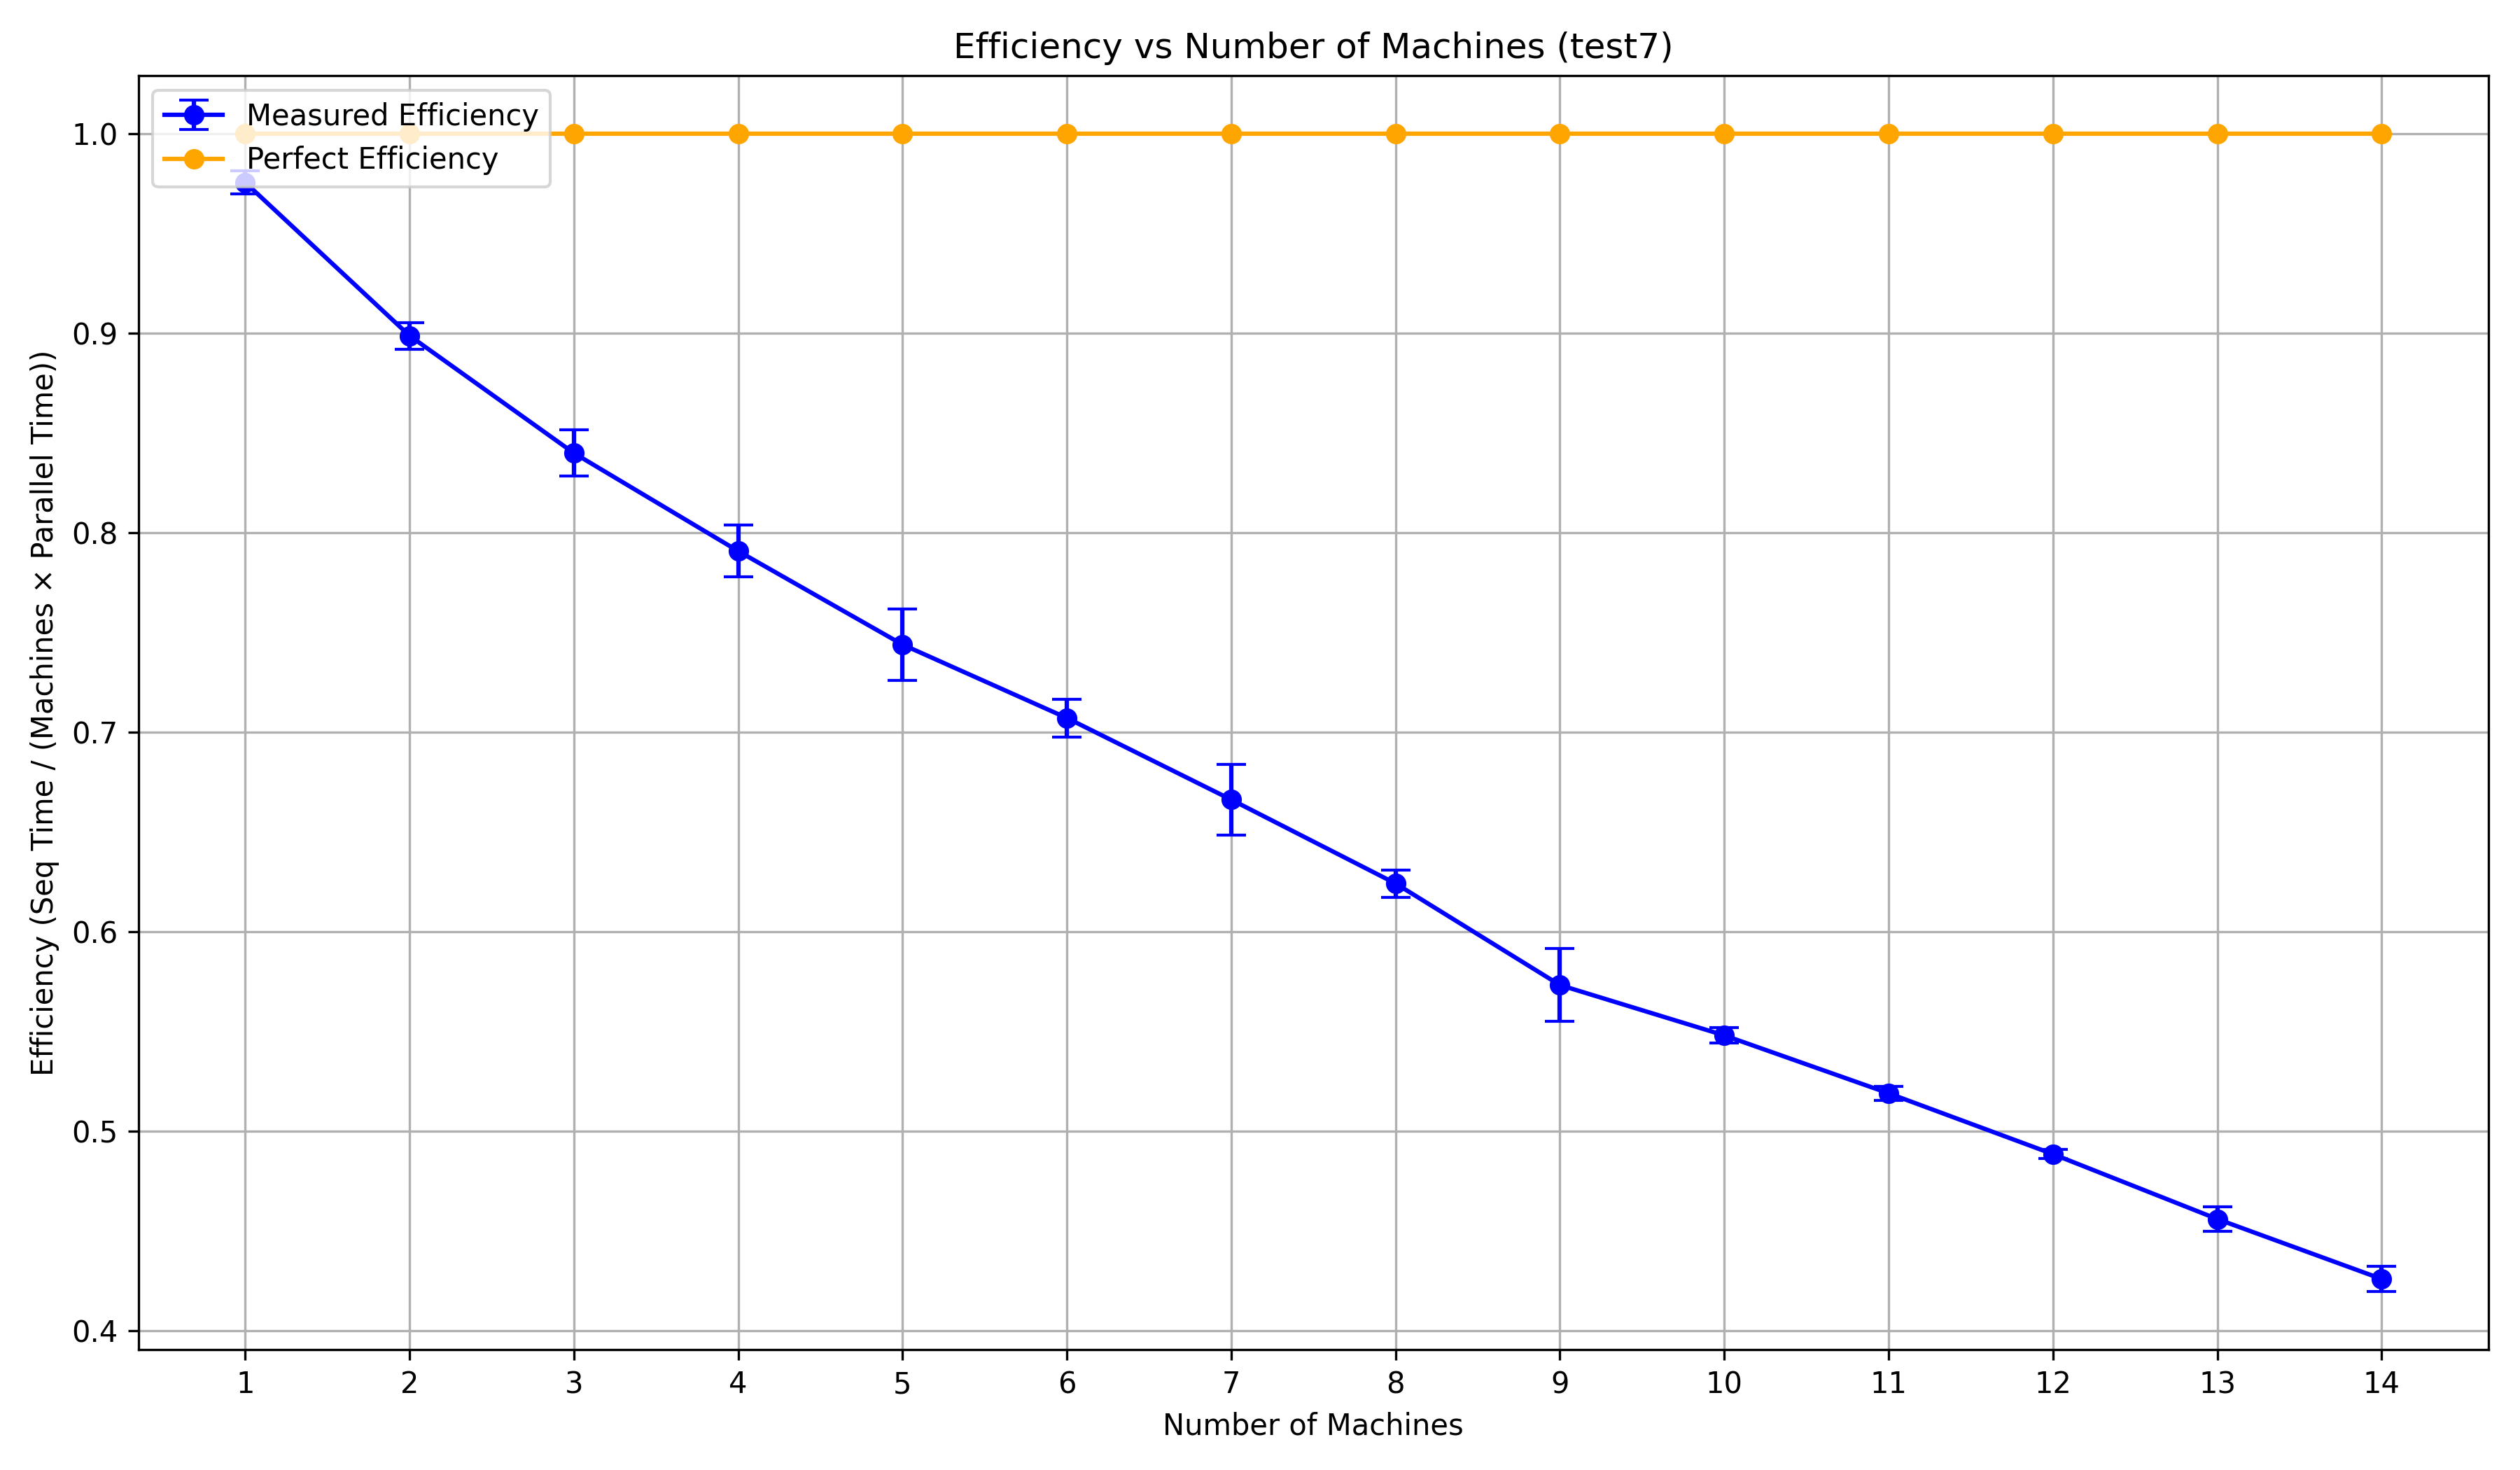 Efficiency vs Number of Machines (test7)
Measured Efficiency
Perfect Efficiency
Efficiency (Seq Time / (Machines × Parallel Time))
1.0
0.9
0.8
0.7
0.6
0.5
0.4
1 2 3 4 5 6 7 8 9 10 11 12 13 14
Number of Machines